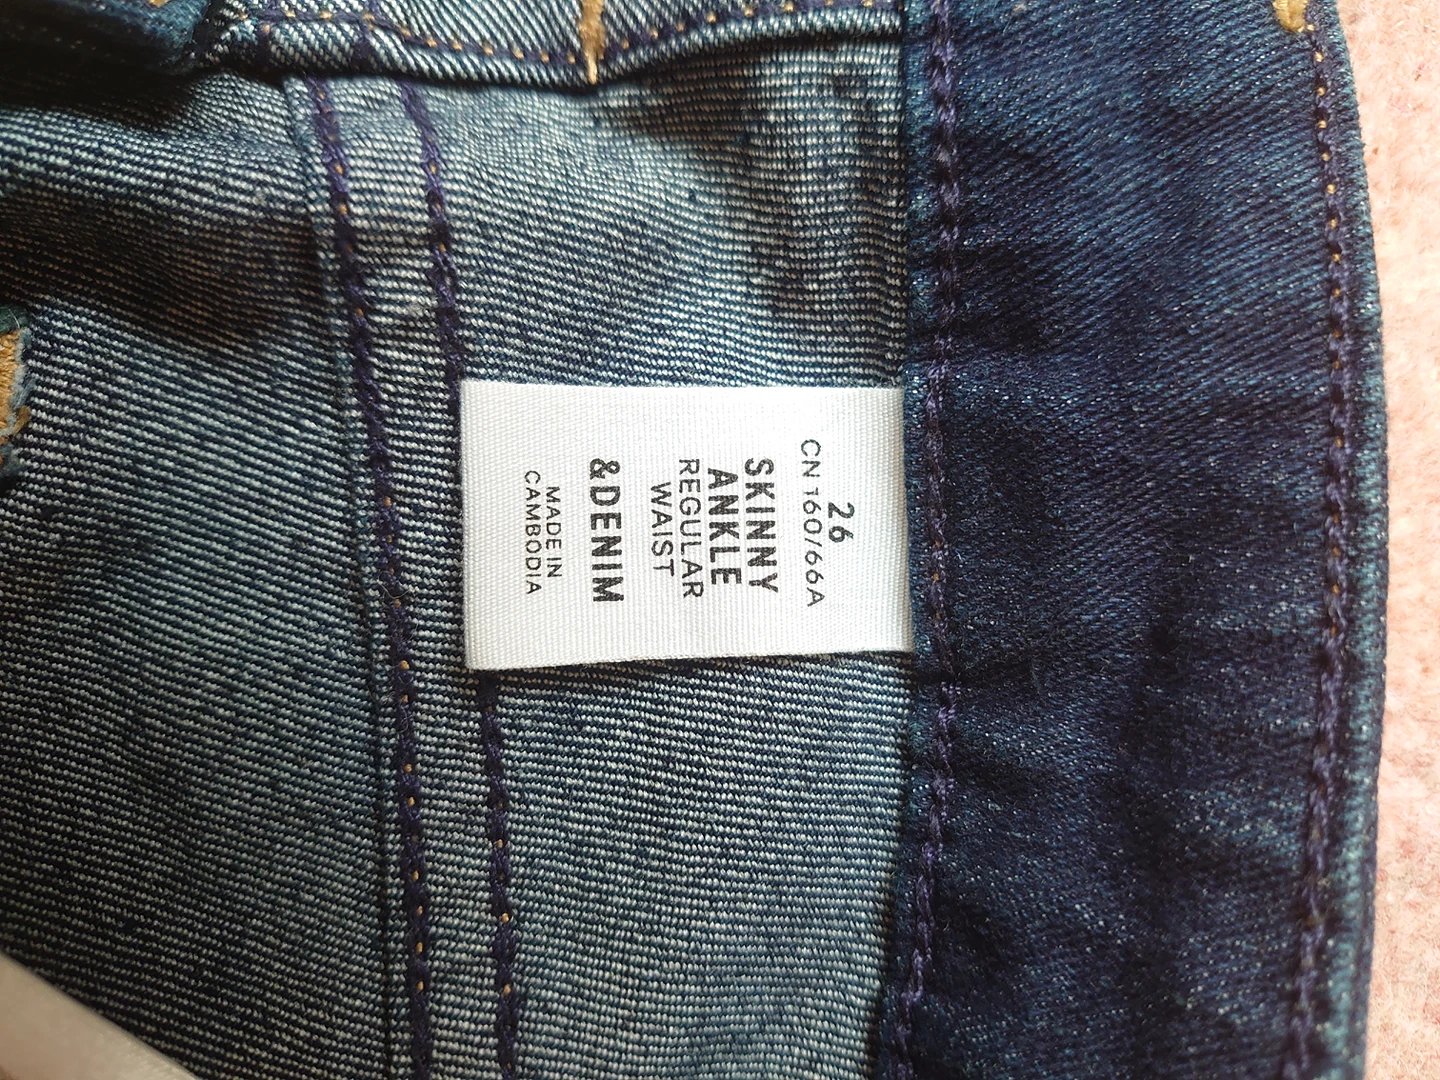 26
CN 160/66A
SKINNY
ANKLE
REGULAR
WAIST
&DENIM
MADE IN
CAMBODIA